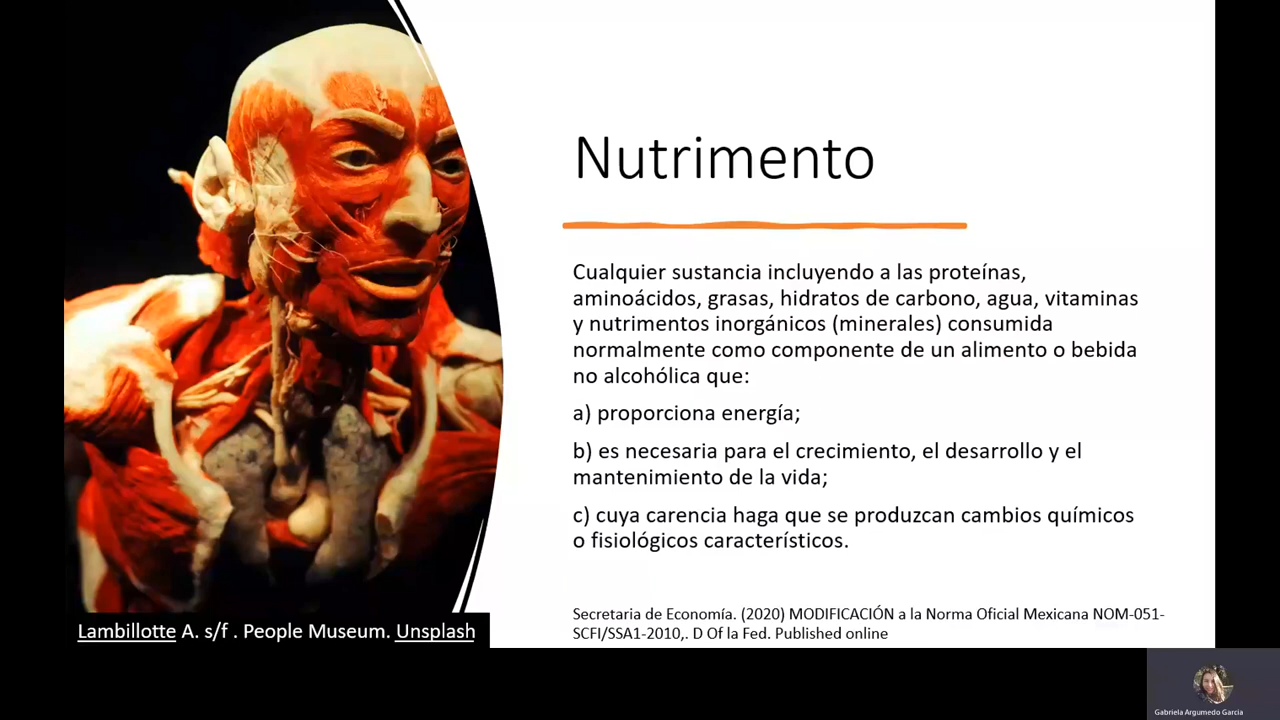 Nutrimento
Cualquier sustancia incluyendo a las proteínas,
aminoácidos, grasas, hidratos de carbono, agua, vitaminas
y nutrimentos inorgánicos (minerales) consumida
normalmente como componente de un alimento o bebida
no alcohólica que:
a) proporciona energía;
b) es necesaria para el crecimiento, el desarrollo y el
mantenimiento de la vida;
c) cuya carencia haga que se produzcan cambios químicos
o fisiológicos característicos.
Secretaria de Economía. (2020) MODIFICACIÓN a la Norma Oficial Mexicana NOM-051-
SCFI/SSA1-2010,. D Of la Fed. Published online
Lambillotte A. s/f . People Museum. Unsplash
Gabriela Argumedo García